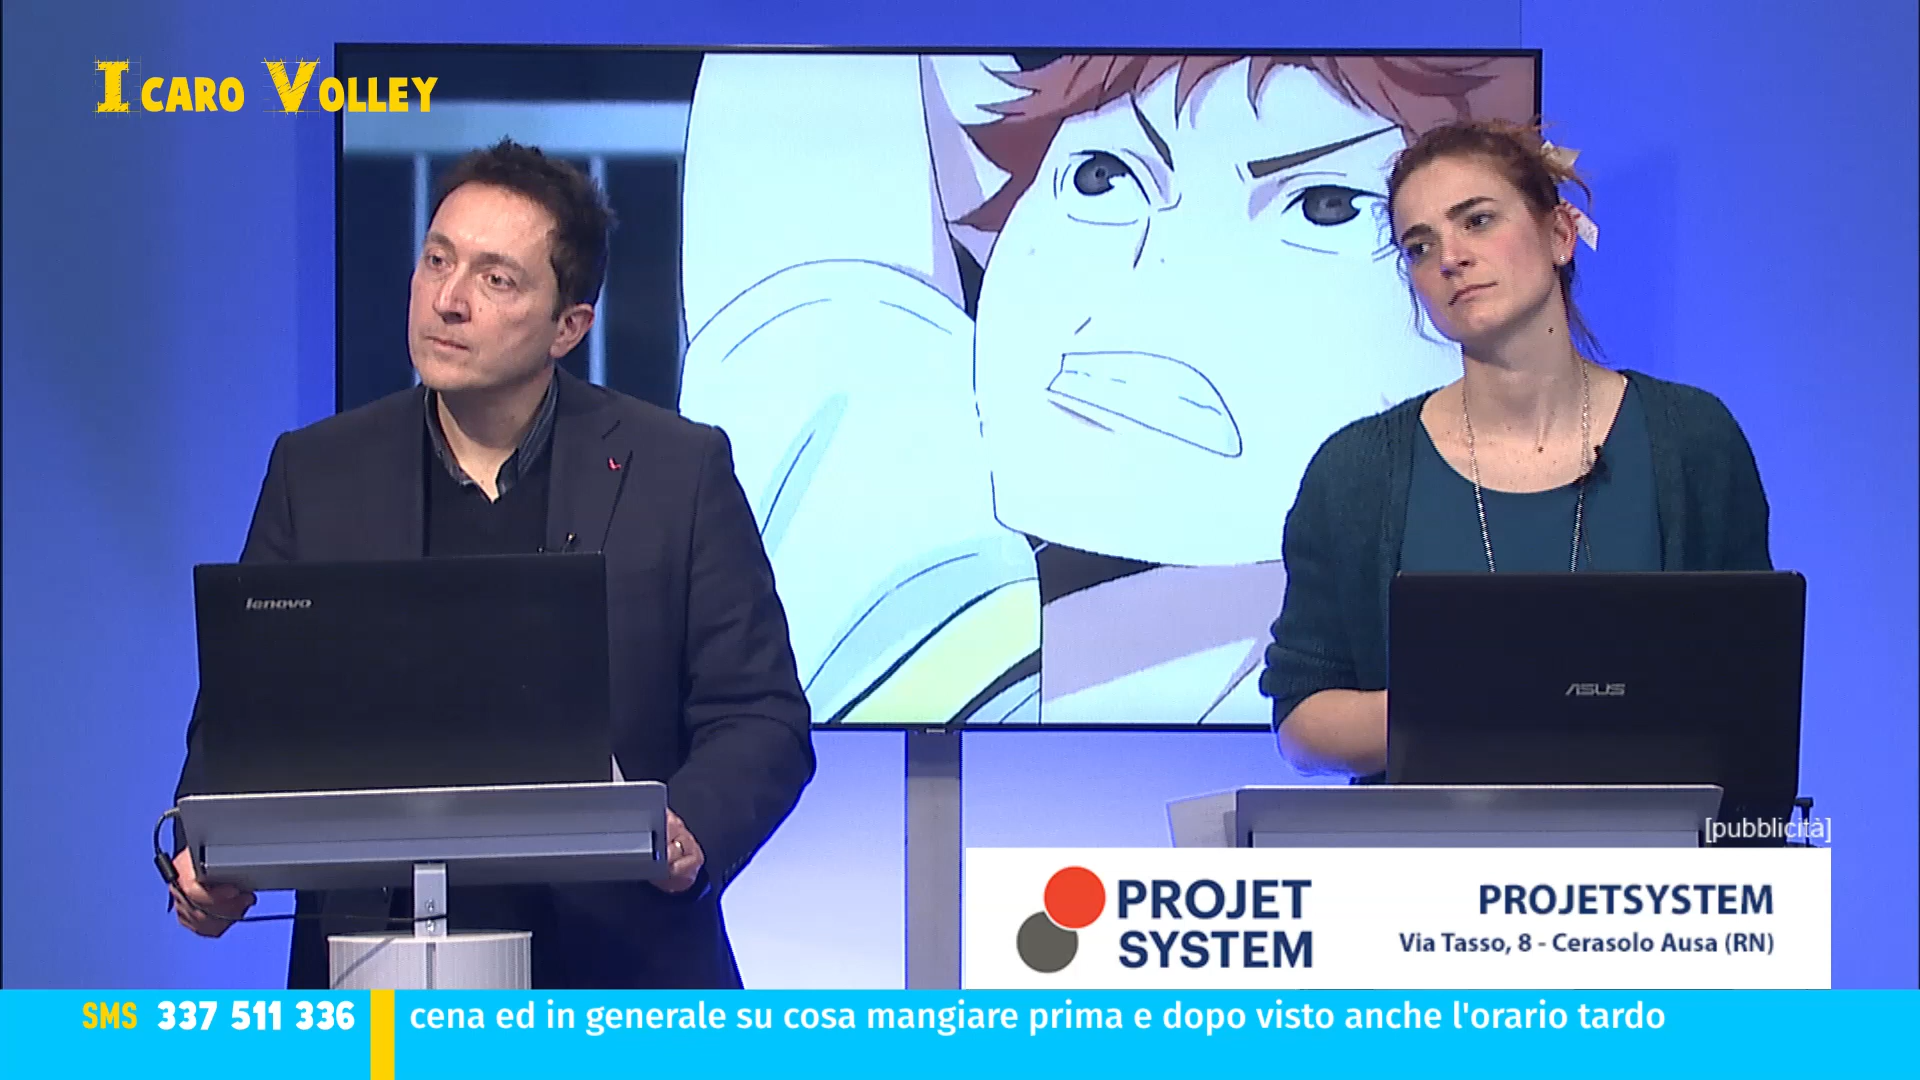 ICARO VOLLEY
lenovo
ASUS
[pubblicità]
PROJET
SYSTEM
PROJETSYSTEM
Via Tasso, 8 - Cerasolo Ausa (RN)
SMS 337 511 336
cena ed in generale su cosa mangiare prima e dopo visto anche l'orario tardo